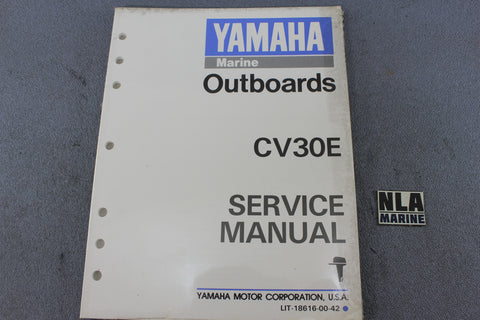 YAMAHA
Marine
Outboards
CV30E
SERVICE
MANUAL
YAMAHA MOTOR CORPORATION, U.S.A.
LIT-18616-00-42
NLA
MARINE